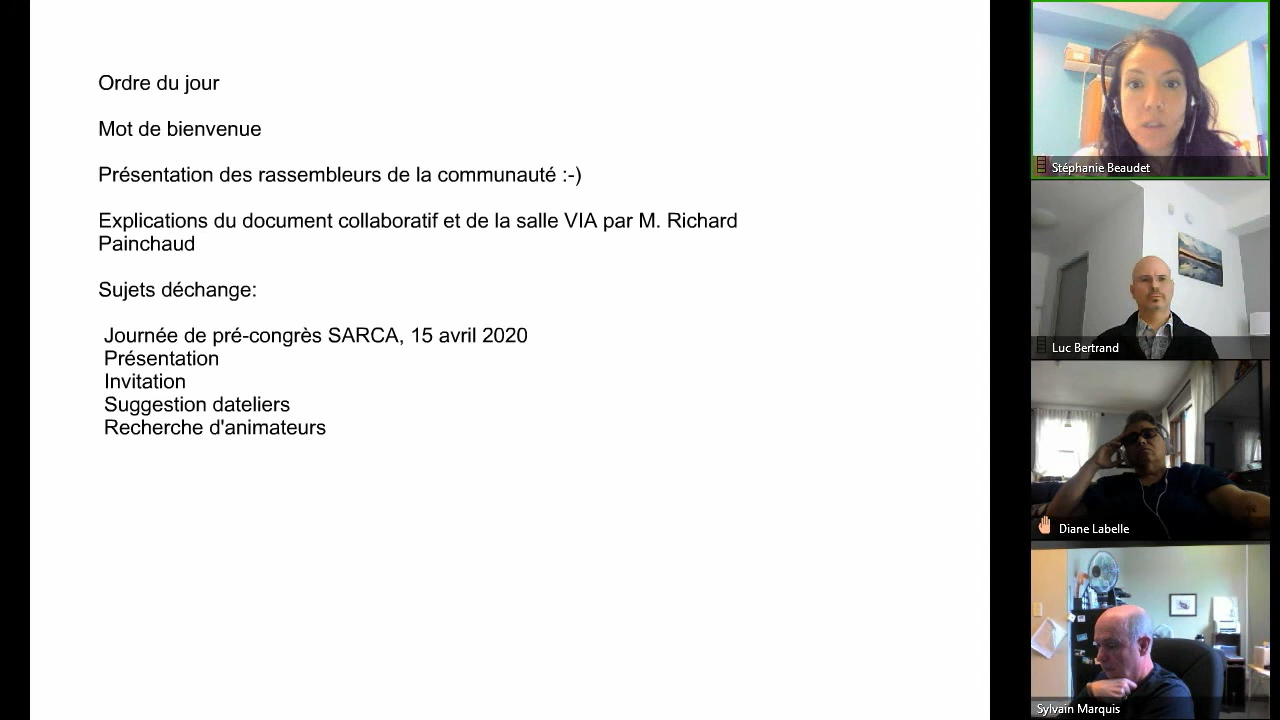 Ordre du jour
Mot de bienvenue
Présentation des rassembleurs de la communauté :-)
Explications du document collaboratif et de la salle VIA par M. Richard
Painchaud
Sujets déchange:
Journée de pré-congrès SARCA, 15 avril 2020
Présentation
Invitation
Suggestion dateliers
Recherche d'animateurs
Stéphanie Beaudet
Luc Bertrand
Diane Labelle
Sylvain Marquis